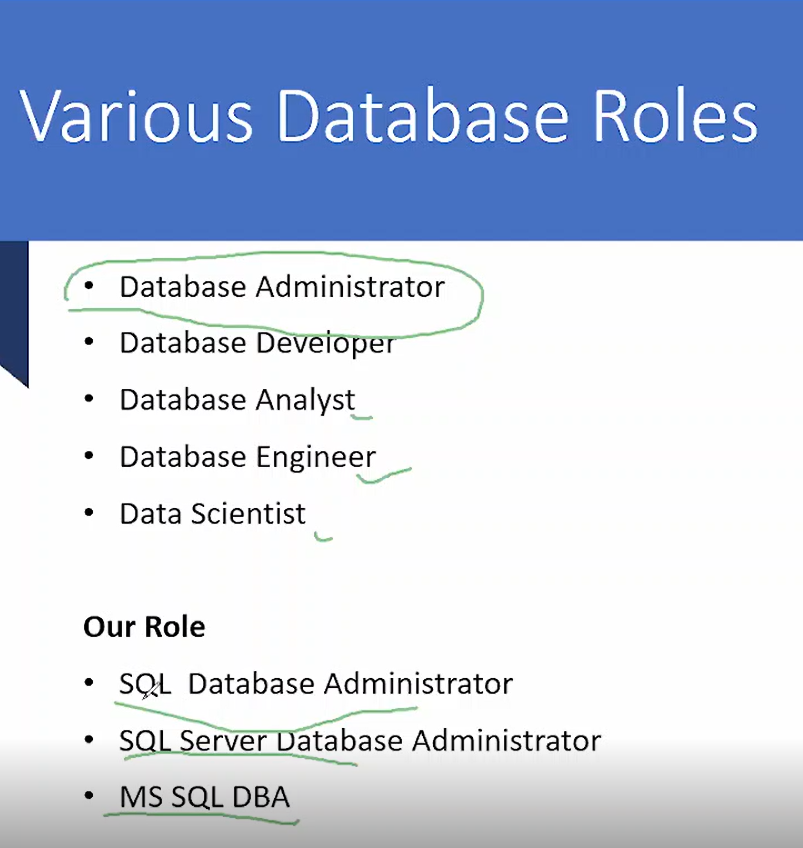 Various Database Roles
• Database Administrator
• Database Developer
• Database Analyst
• Database Engineer
• Data Scientist
Our Role
• SQL  Database Administrator
• SQL Server Database Administrator
• MS SQL DBA